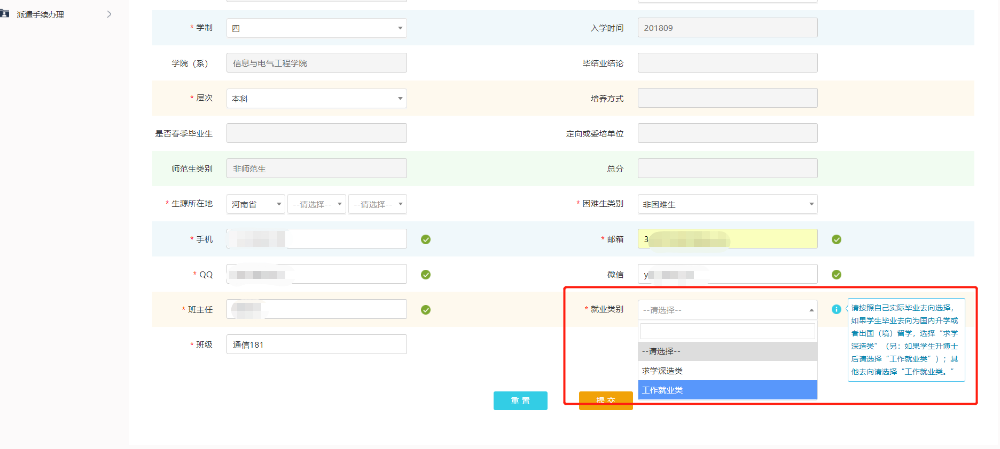 派遣手续办理
* 学制 四 入学时间 201809
学院（系） 信息与电气工程学院 毕结业结论
* 层次 本科 培养方式
是否春季毕业生 定向或委培单位
师范生类别 非师范生 总分
* 生源所在地 河南省 --请选择-- --请选择-- * 困难生类别 非困难生
* 手机 * 邮箱 3
* QQ 微信 y
* 班主任 * 就业类别 --请选择--
请按照自己实际毕业去向选择，
如果学生毕业去向为国内升学或
者出国（境）留学，选择“求学
深造类”（另：如果学生升博士
后请选择“工作就业类”）；其
他去向请选择“工作就业类。”
* 班级 通信181
--请选择--
求学深造类
工作就业类
重 置
提 交